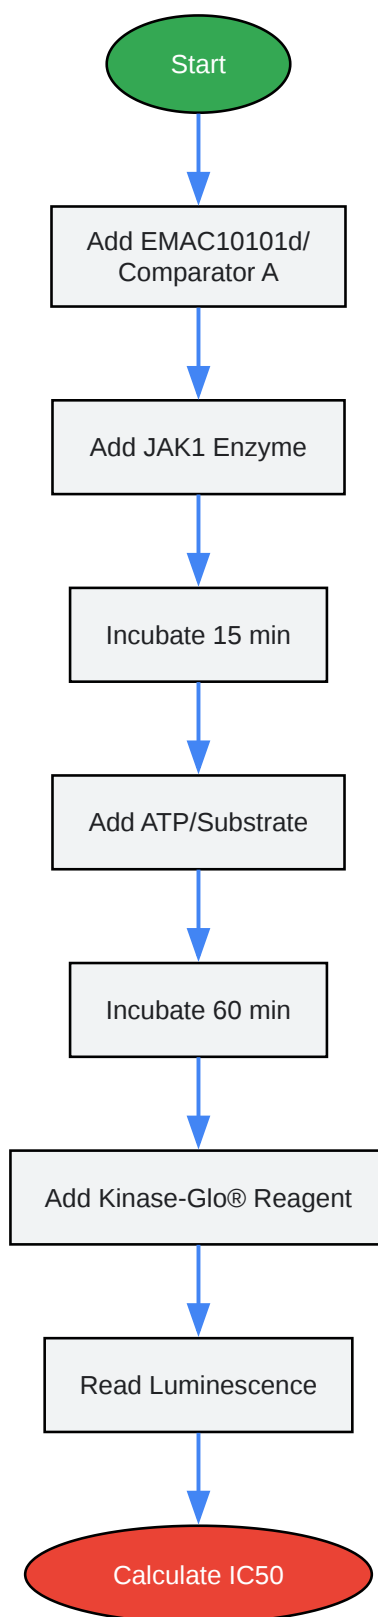 Start
Add EMAC10101d/
Comparator A
Add JAK1 Enzyme
Incubate 15 min
Add ATP/Substrate
Incubate 60 min
Add Kinase-Glo® Reagent
Read Luminescence
Calculate IC50